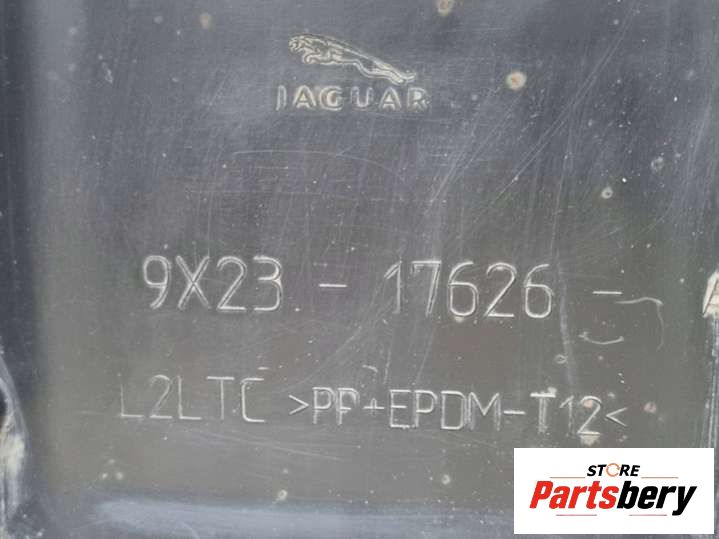 JAGUAR
9X23 - 17626 -
L2LTC >PP+EPDM-T12<
STORE
Partsbery